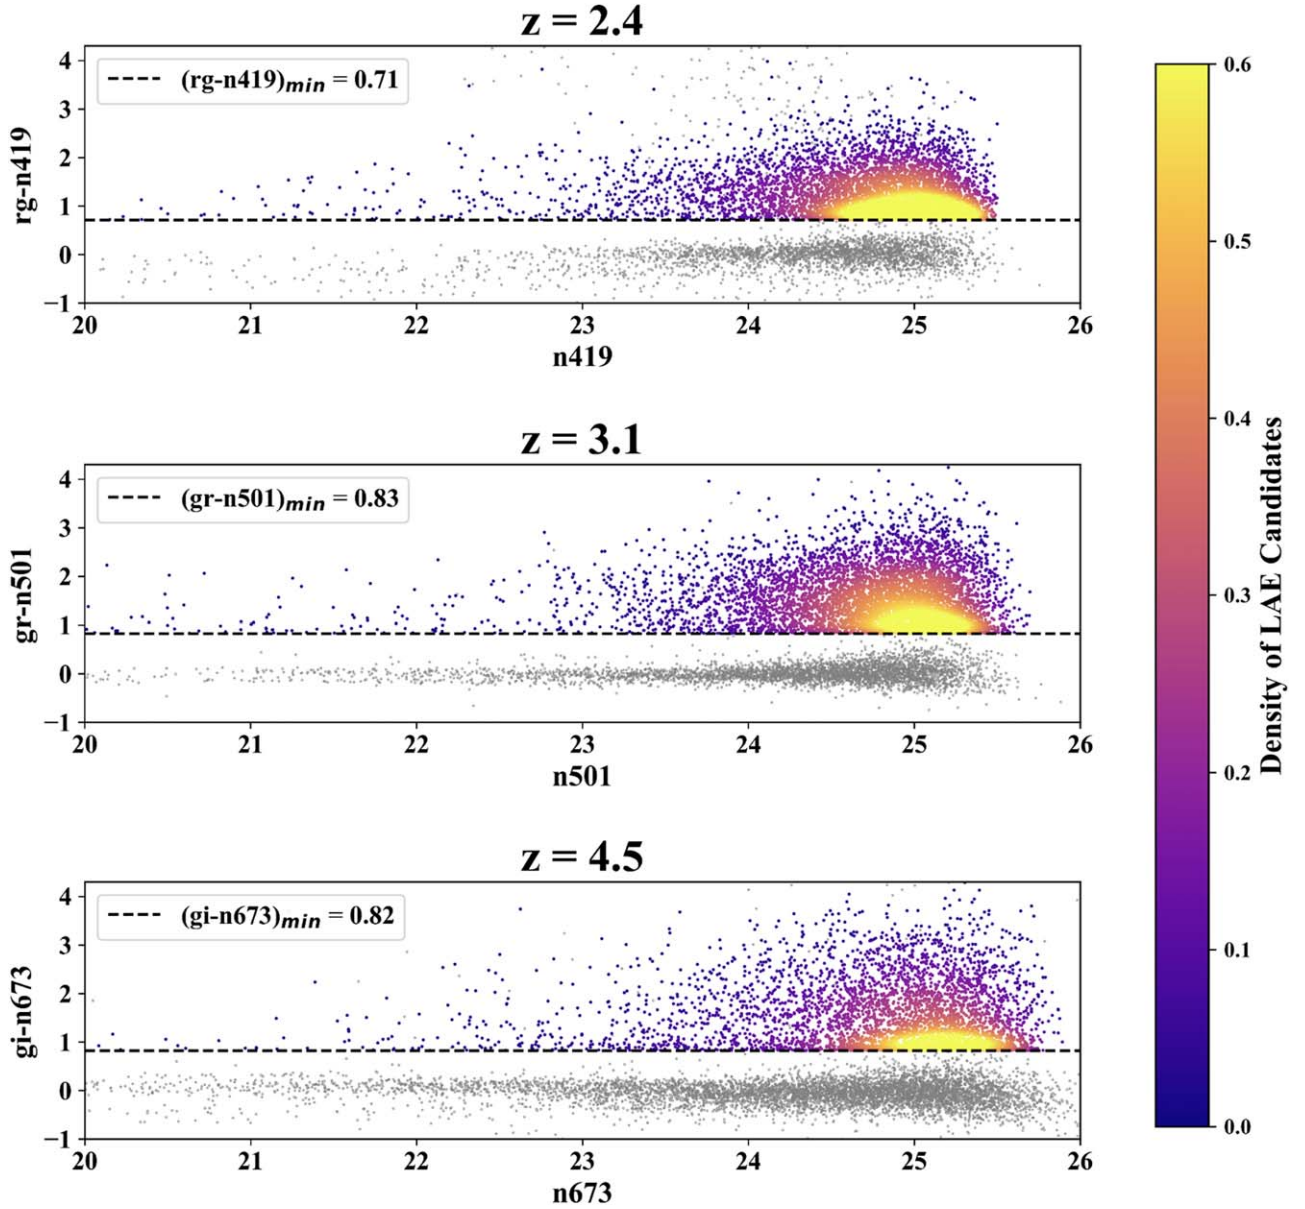 z = 2.4
(rg-n419)min = 0.71
rg-n419
4
3
2
1
0
−1
20 21 22 23 24 25 26
n419
z = 3.1
(gr-n501)min = 0.83
gr-n501
4
3
2
1
0
−1
20 21 22 23 24 25 26
n501
z = 4.5
(gi-n673)min = 0.82
gi-n673
4
3
2
1
0
−1
20 21 22 23 24 25 26
n673
0.6
0.5
0.4
0.3
0.2
0.1
0.0
Density of LAE Candidates